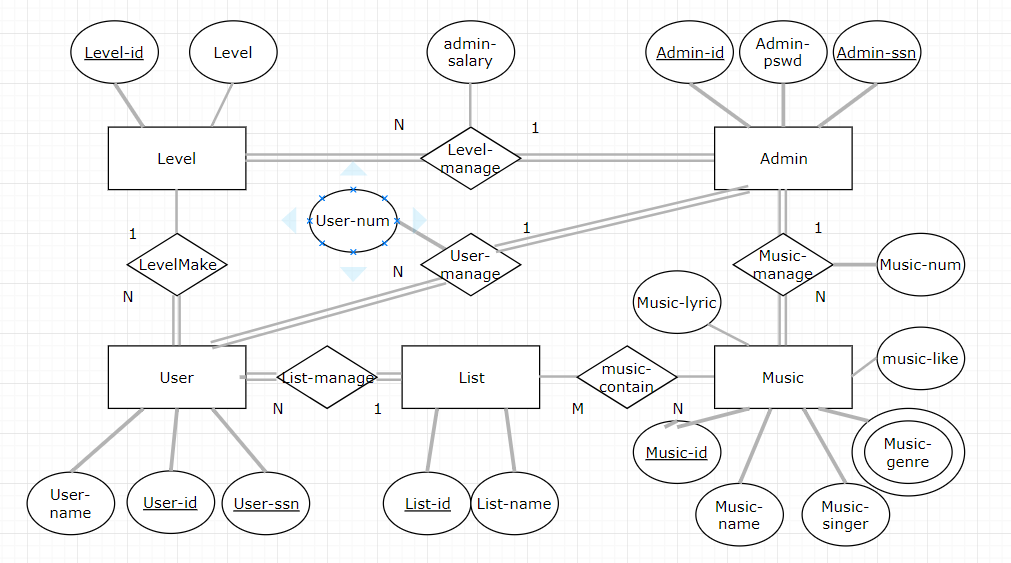 Level-id
Level
admin-
salary
Admin-id
Admin-
pswd
Admin-ssn
N
1
Level
Level-
manage
Admin
User-num
1
1
1
LevelMake
N
User-
manage
N
Music-
manage
N
Music-num
Music-lyric
music-like
User
List-manage
List
music-
contain
Music
N
1
M
N
Music-id
Music-
genre
User-
name
User-id
User-ssn
List-id
List-name
Music-
name
Music-
singer